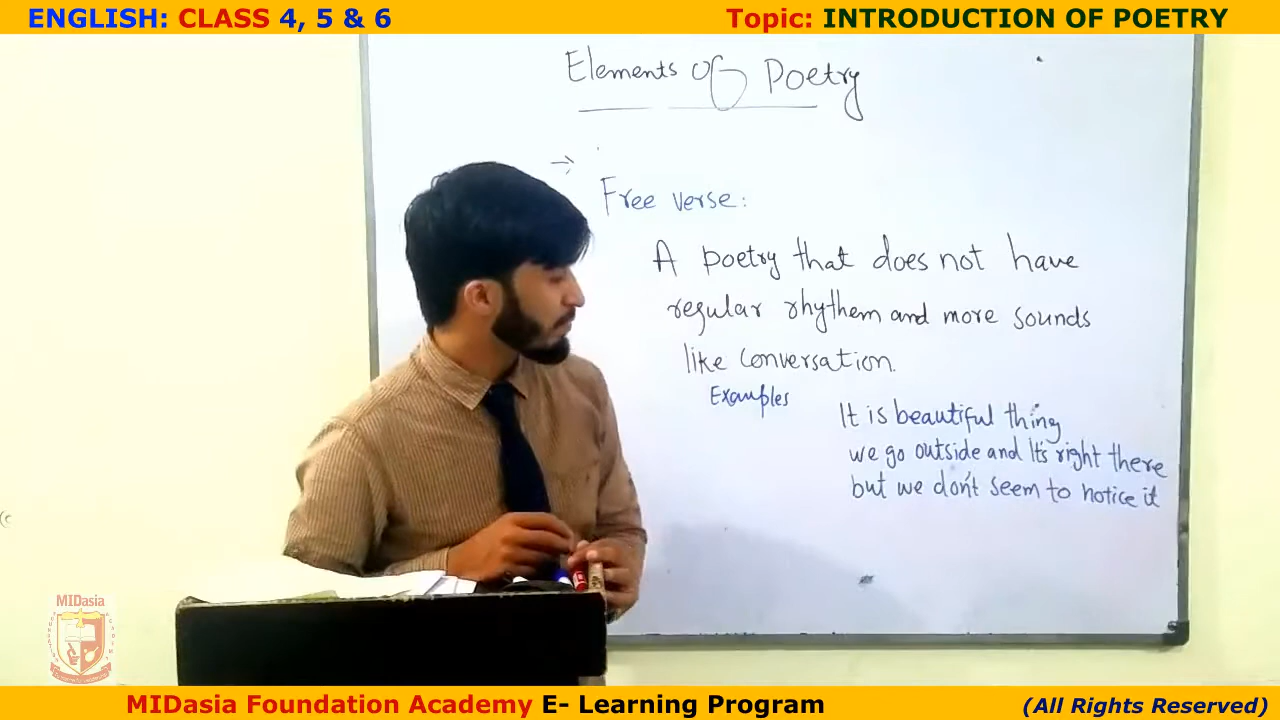 ENGLISH: CLASS 4, 5 & 6
Topic: INTRODUCTION OF POETRY
Elements of Poetry
→
Free verse:
A poetry that does not have
regular rhythem and more sounds
like conversation.
Examples
It is beautiful thing
we go outside and It's right there
but we don't seem to notice it
MIDasia
MIDasia Foundation Academy E- Learning Program
(All Rights Reserved)